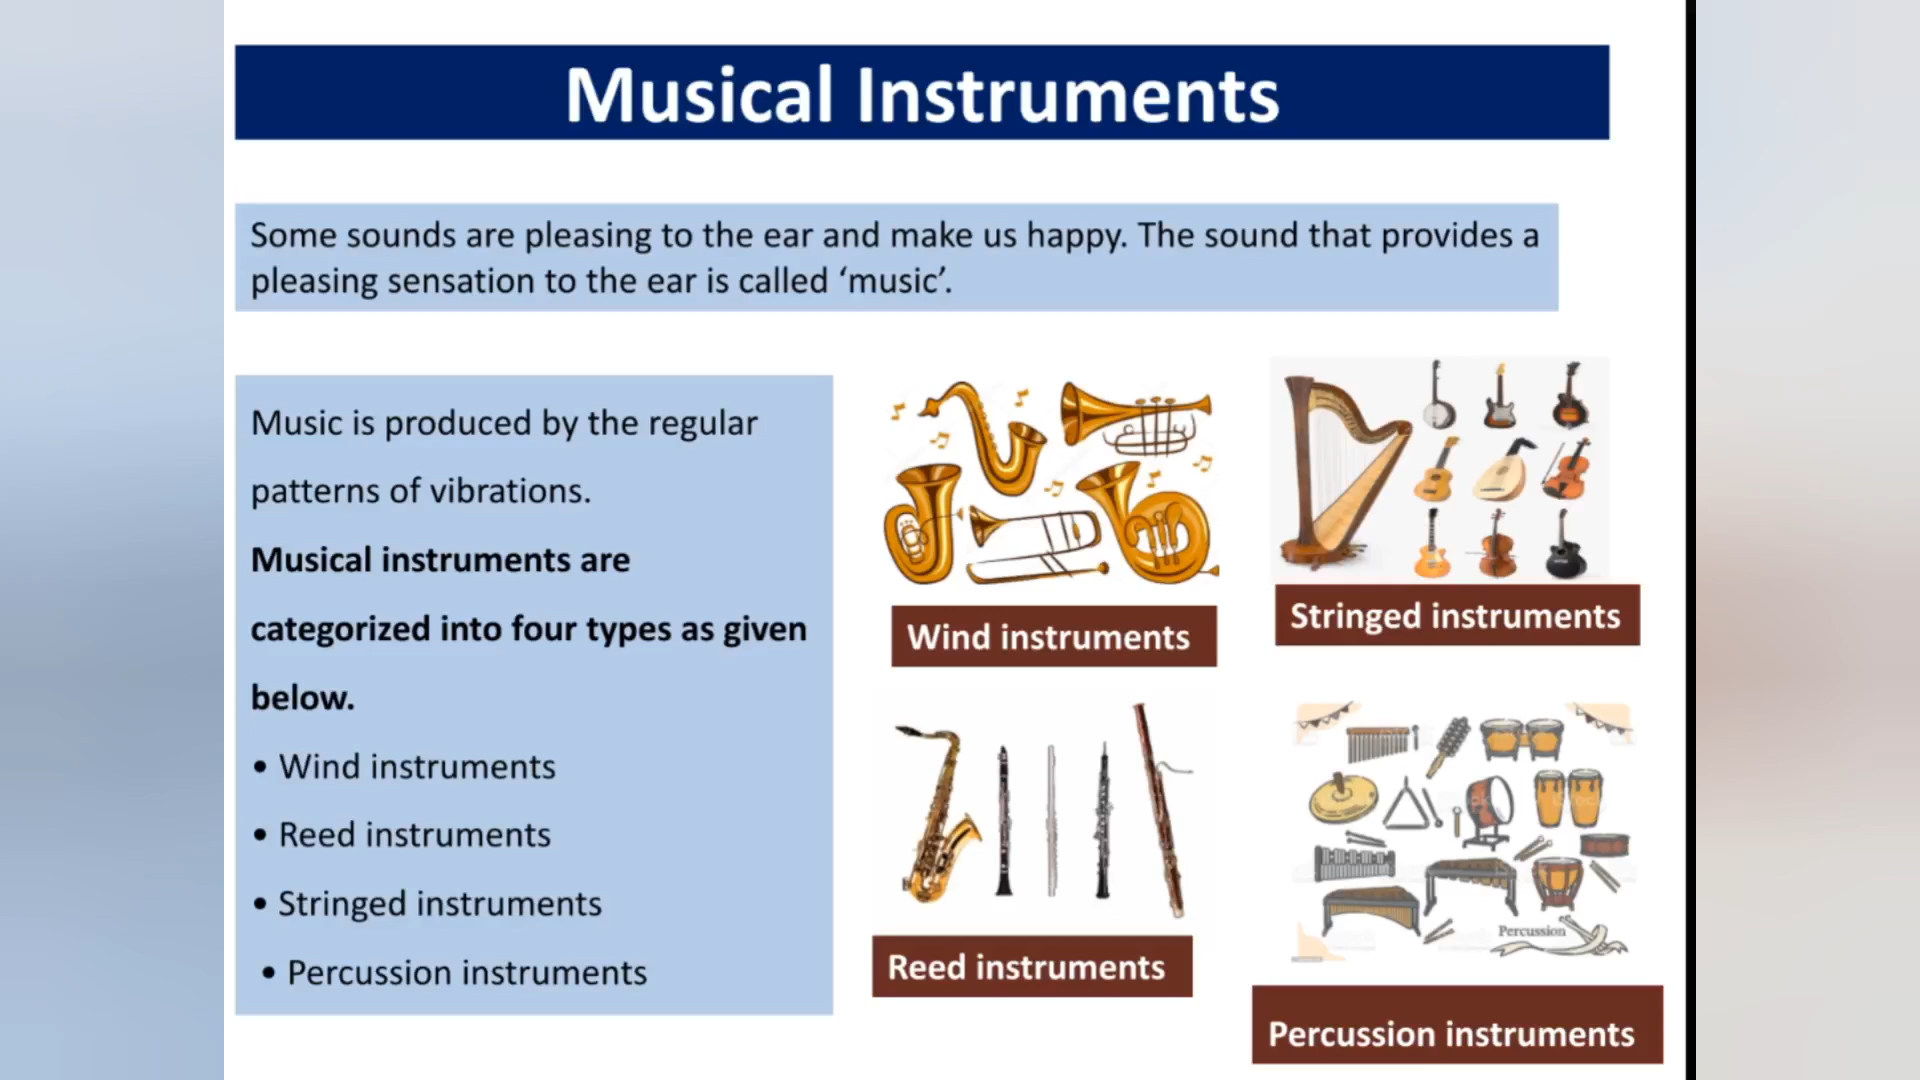 Musical Instruments
Some sounds are pleasing to the ear and make us happy. The sound that provides a
pleasing sensation to the ear is called ‘music’.
Music is produced by the regular
patterns of vibrations.
Musical instruments are
categorized into four types as given
below.
• Wind instruments
• Reed instruments
• Stringed instruments
• Percussion instruments
Wind instruments
Stringed instruments
Reed instruments
Percussion
Percussion instruments